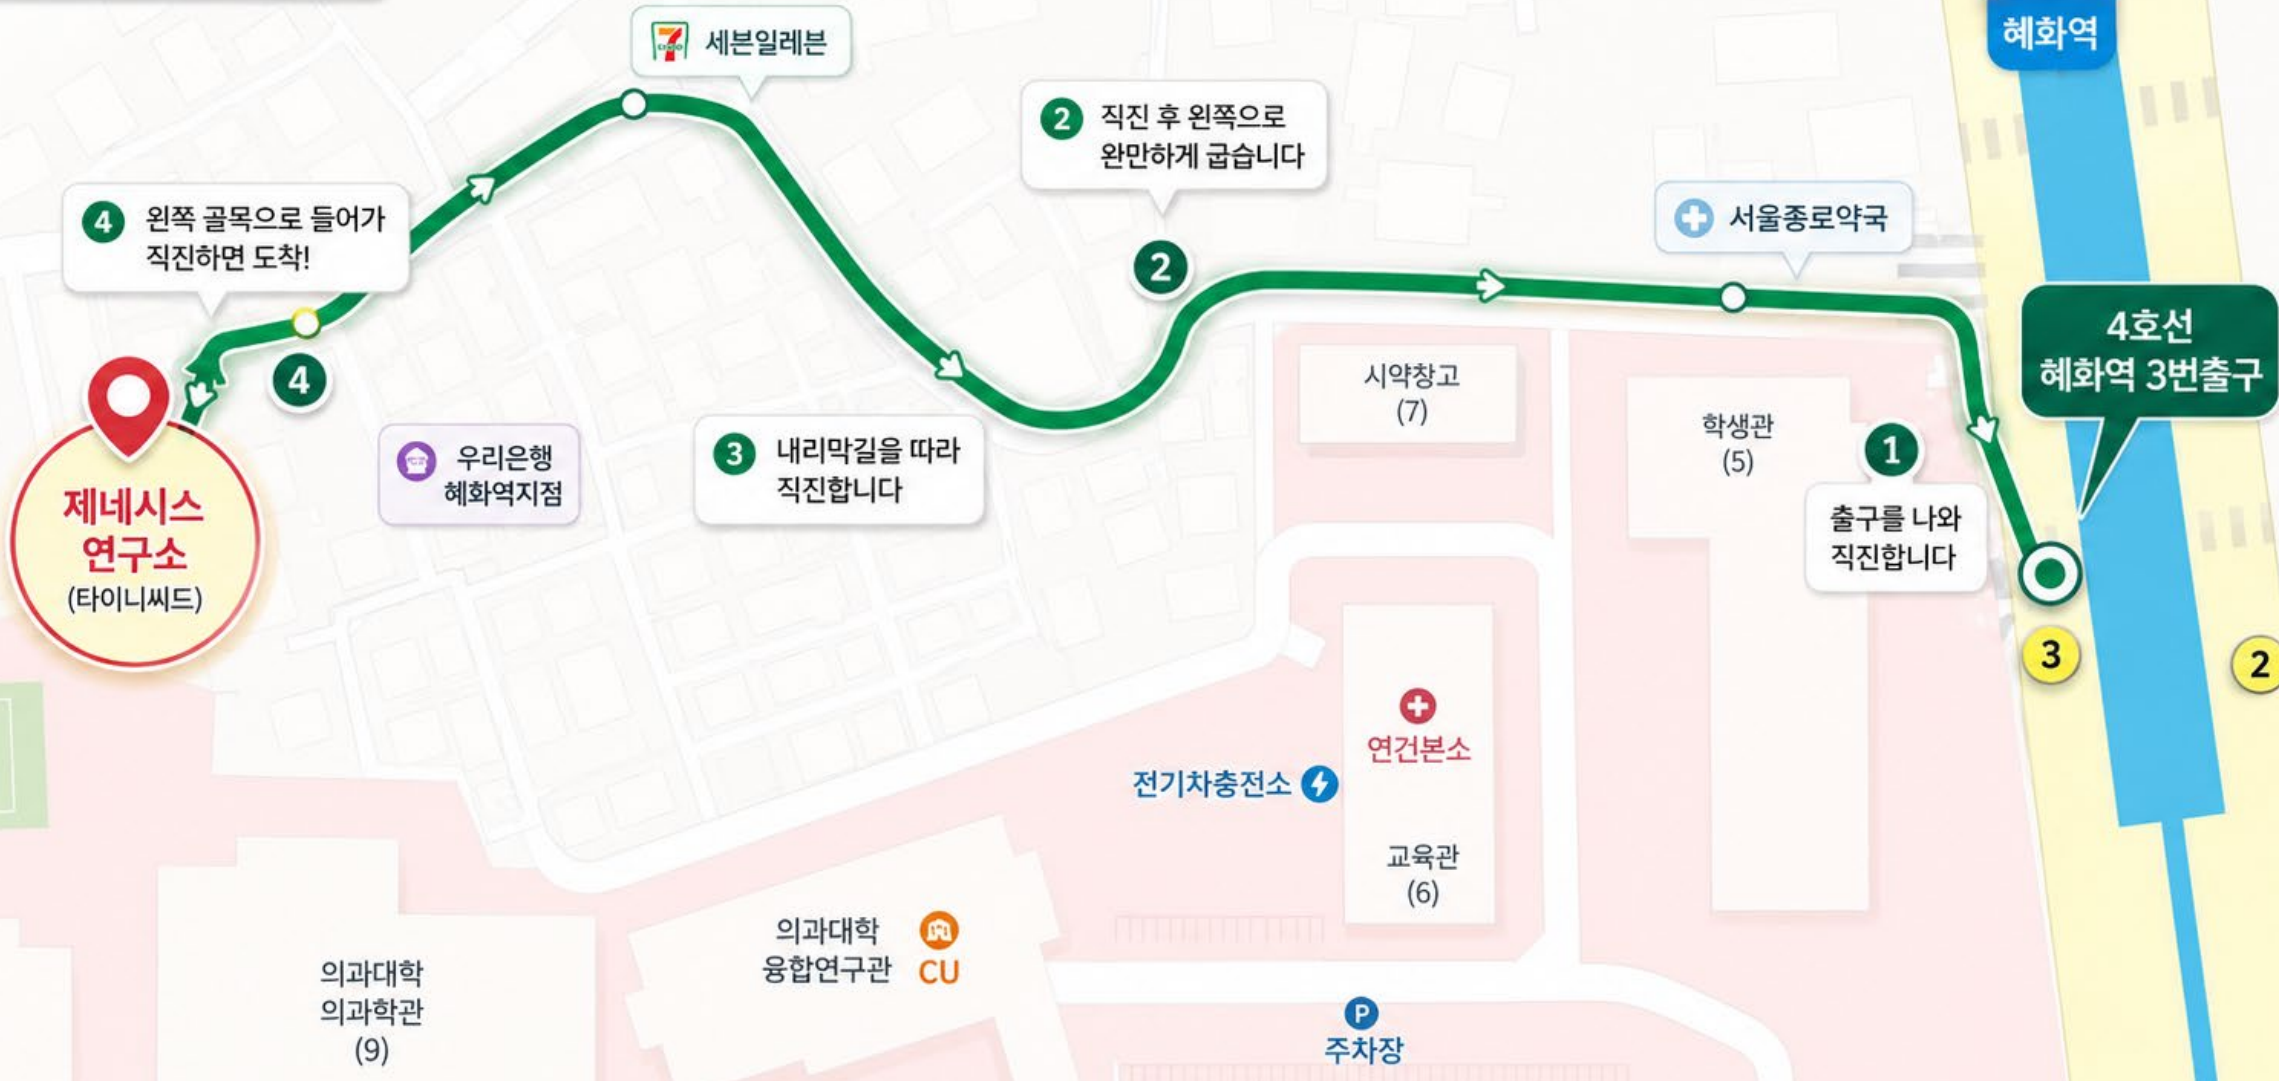 혜화역
세븐일레븐
2
직진 후 왼쪽으로
완만하게 굽습니다
4
왼쪽 골목으로 들어가
직진하면 도착!
서울종로약국
2
4호선
혜화역 3번출구
4
시약창고
(7)
학생관
(5)
1
출구를 나와
직진합니다
우리은행
혜화역지점
3
내리막길을 따라
직진합니다
제네시스
연구소
(타이니씨드)
3
2
연건본소
전기차충전소
교육관
(6)
의과대학
융합연구관
CU
의과대학
의과학관
(9)
P
주차장